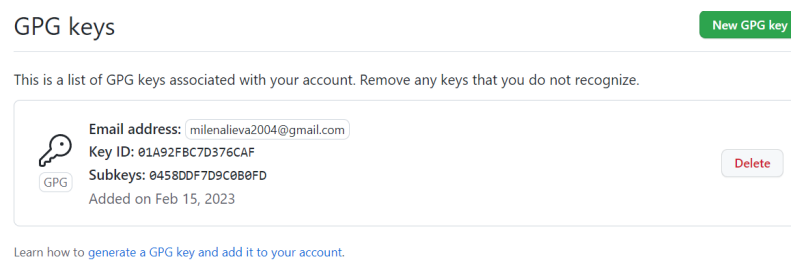 GPG keys
New GPG key
This is a list of GPG keys associated with your account. Remove any keys that you do not recognize.
Email address: milenalieva2004@gmail.com
Key ID: 01A92FBC7D376CAF
GPG
Subkeys: 0458DDF7D9C0B0FD
Added on Feb 15, 2023
Delete
Learn how to generate a GPG key and add it to your account.